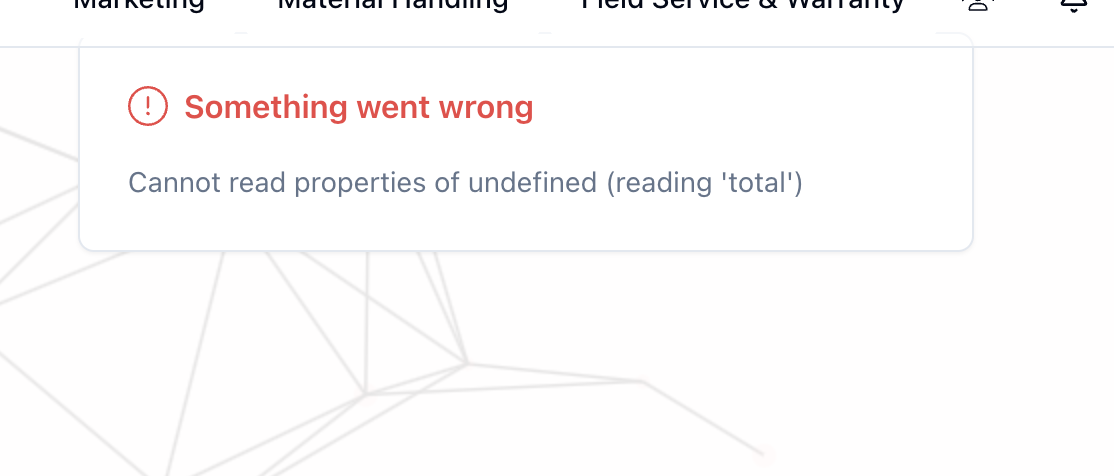 Marketing Material Handling Field Service & Warranty
Something went wrong
Cannot read properties of undefined (reading 'total')